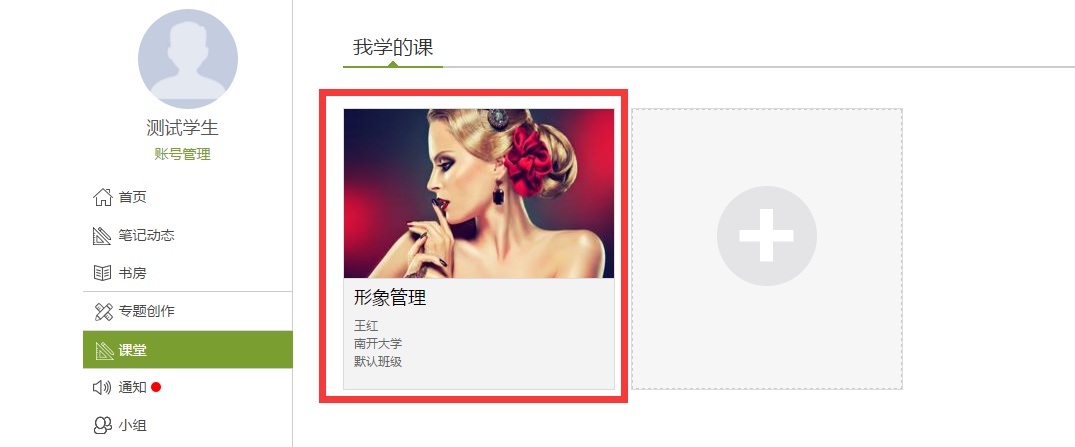 测试学生
账号管理
首页
笔记动态
书房
专题创作
课堂
通知
小组
我学的课
形象管理
王红
南开大学
默认班级